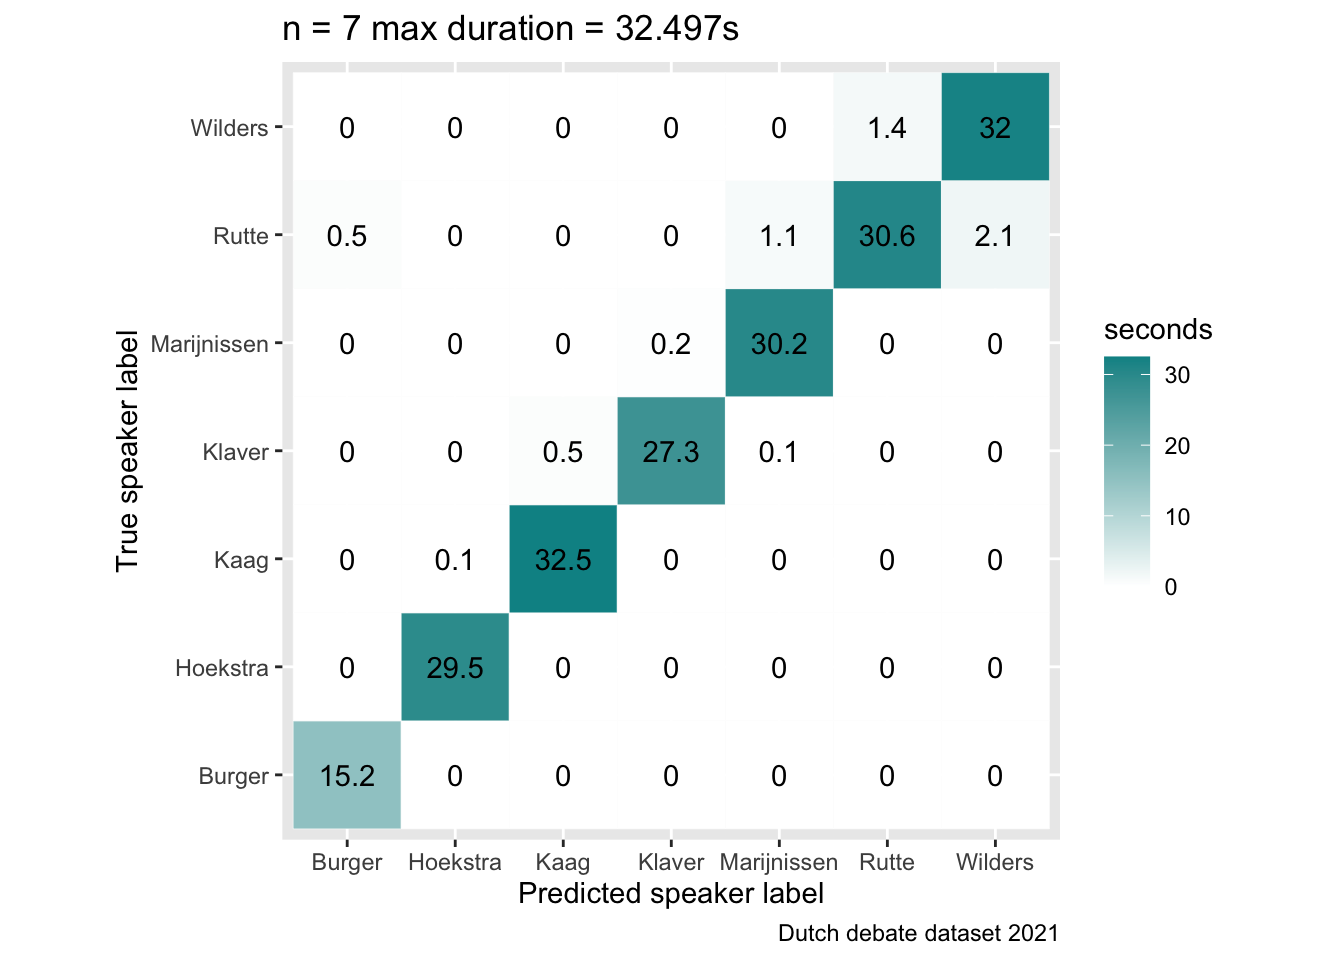 n = 7 max duration = 32.497s
Wilders 0 0 0 0 0 1.4 32
Rutte 0.5 0 0 0 1.1 30.6 2.1
Marijnissen 0 0 0 0.2 30.2 0 0
Klaver 0 0 0.5 27.3 0.1 0 0
Kaag 0 0.1 32.5 0 0 0 0
Hoekstra 0 29.5 0 0 0 0 0
Burger 15.2 0 0 0 0 0 0
Burger Hoekstra Kaag Klaver Marijnissen Rutte Wilders
True speaker label
Predicted speaker label
seconds
30
20
10
0
Dutch debate dataset 2021